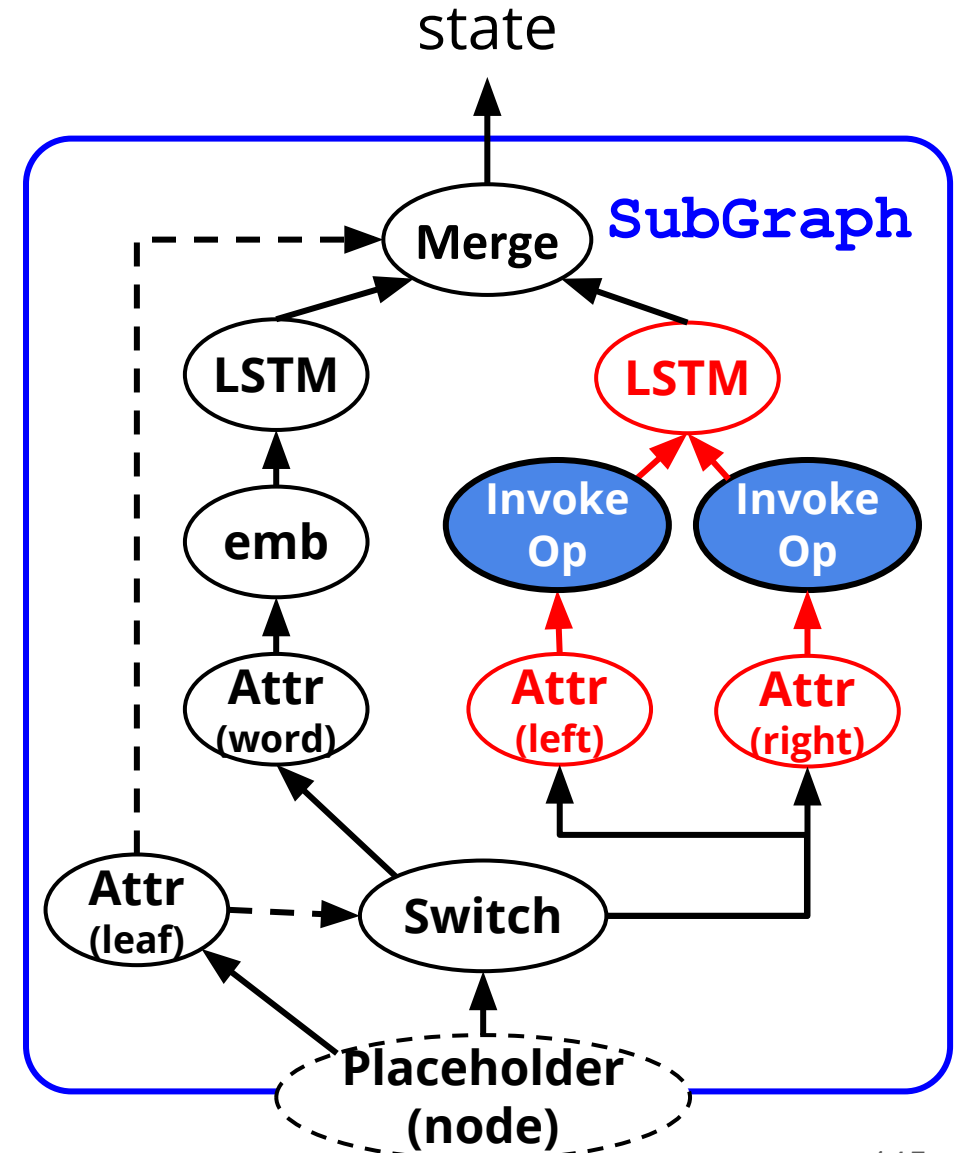 state
SubGraph
Merge
LSTM
LSTM
Invoke
Op
Invoke
Op
emb
Attr
(word)
Attr
(left)
Attr
(right)
Attr
(leaf)
Switch
Placeholder
(node)